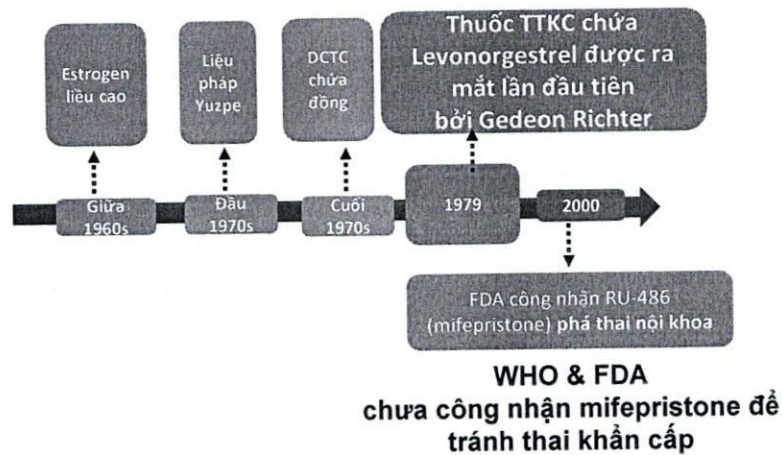 Estrogen
liều cao
Liệu
pháp
Yuzpe
DCTC
chứa
đồng
Thuốc TTKC chứa
Levonorgestrel được ra
mắt lần đầu tiên
bởi Gedeon Richter
Giữa
1960s
Đầu
1970s
Cuối
1970s
1979
2000
FDA công nhận RU-486
(mifepristone) phá thai nội khoa
WHO & FDA
chưa công nhận mifepristone để
tránh thai khẩn cấp